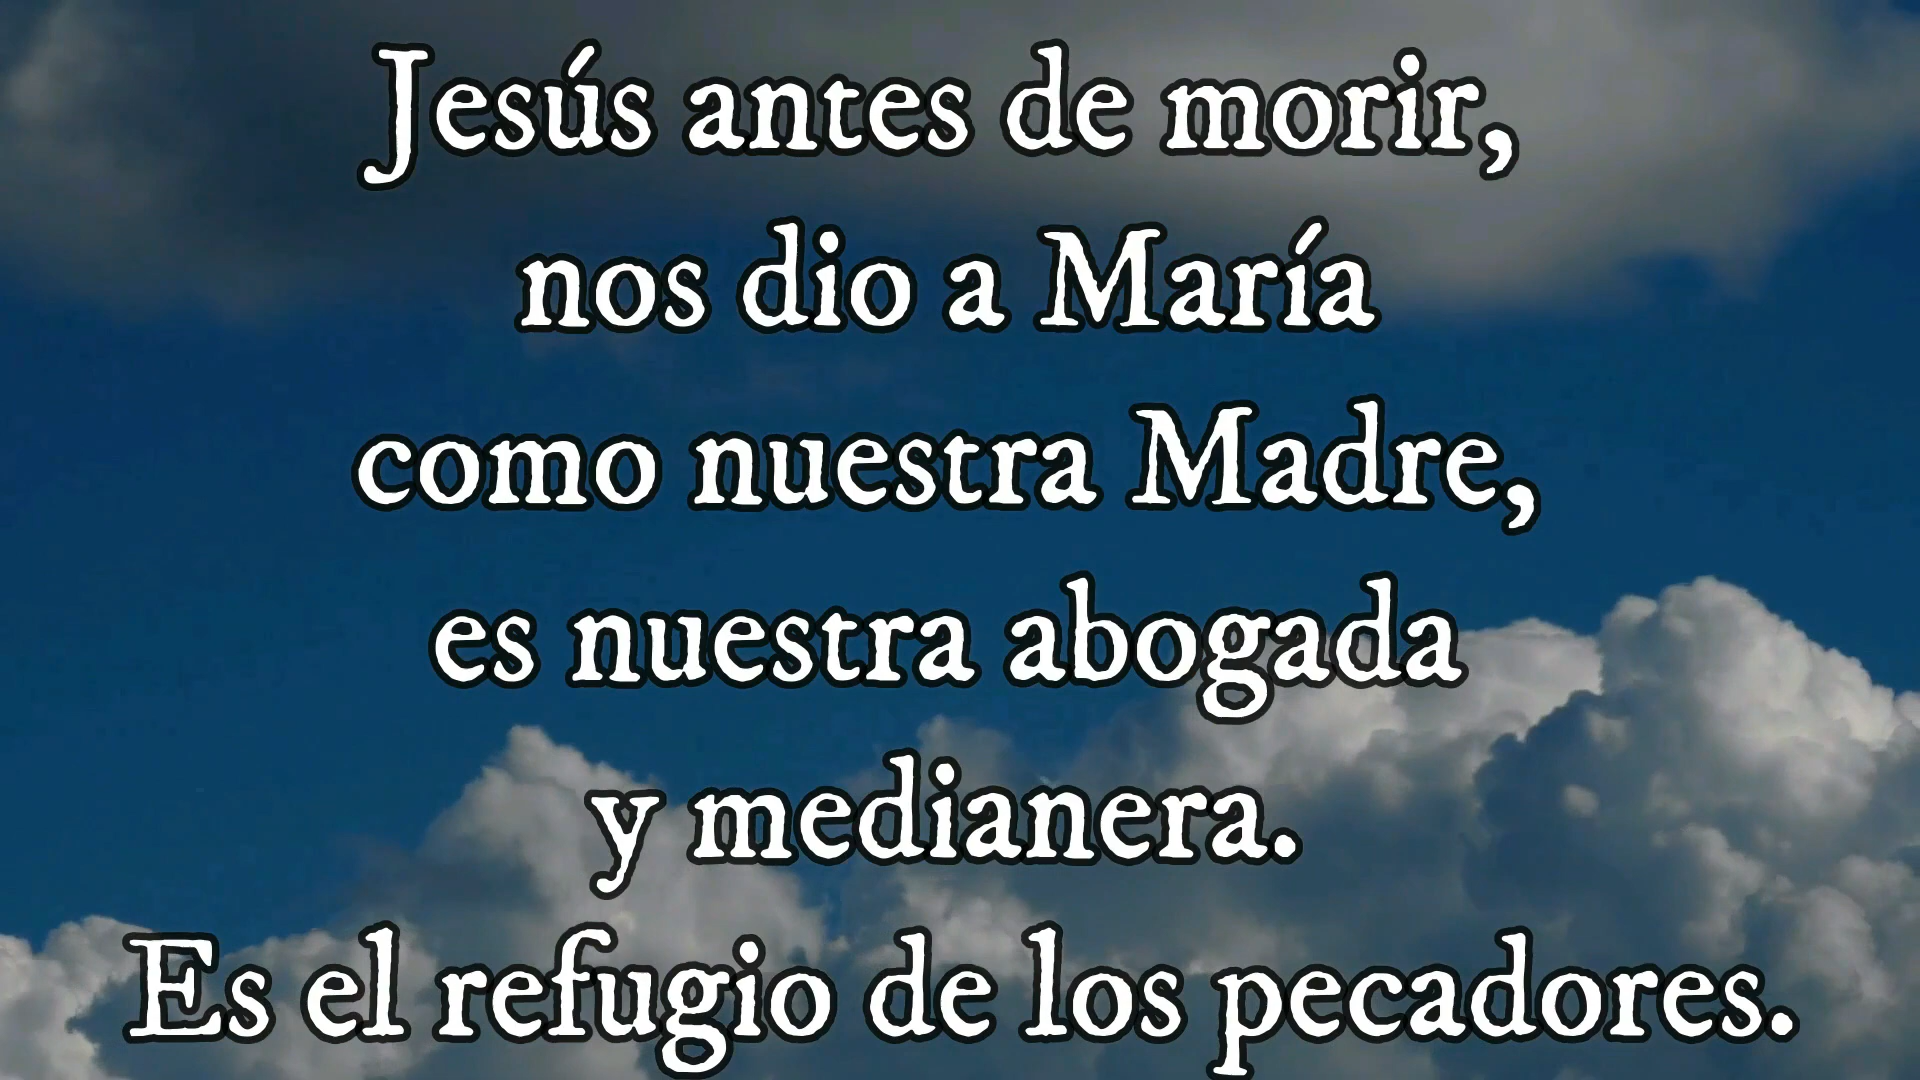 Jesús antes de morir,
nos dio a María
como nuestra Madre,
es nuestra abogada
y medianera.
Es el refugio de los pecadores.